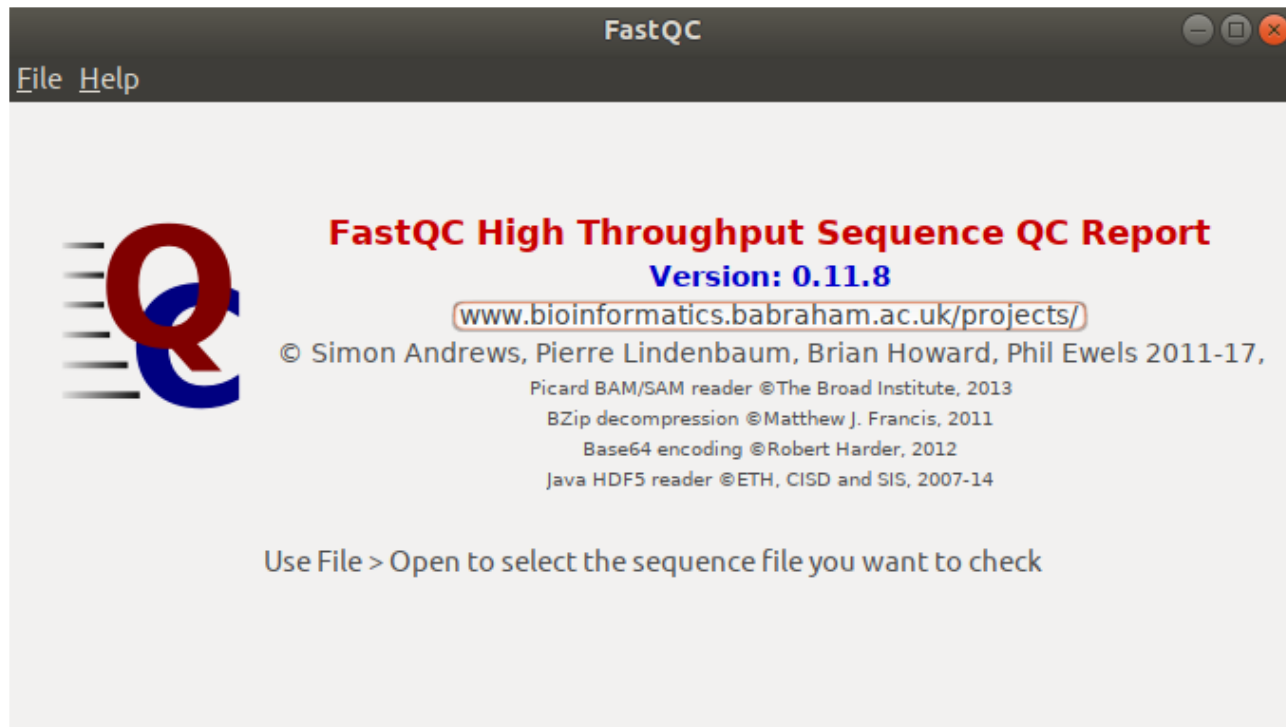 FastQC
File Help
QC
FastQC High Throughput Sequence QC Report
Version: 0.11.8
www.bioinformatics.babraham.ac.uk/projects/
© Simon Andrews, Pierre Lindenbaum, Brian Howard, Phil Ewels 2011-17,
Picard BAM/SAM reader ©The Broad Institute, 2013
BZip decompression ©Matthew J. Francis, 2011
Base64 encoding ©Robert Harder, 2012
Java HDF5 reader ©ETH, CISD and SIS, 2007-14
Use File > Open to select the sequence file you want to check